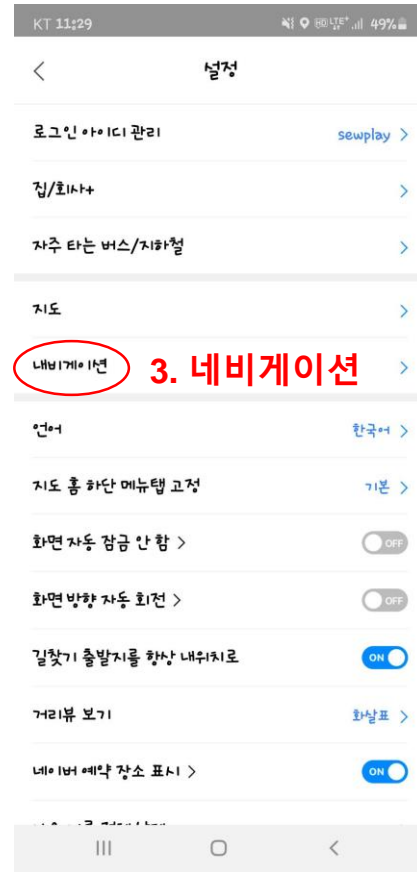 KT 11:29 LTE+ 49%
설정
로그인 아이디 관리 sewplay >
집/회사+ >
자주 타는 버스/지하철 >
지도 >
내비게이션 3. 네비게이션 >
언어 한국어 >
지도 홈 하단 메뉴탭 고정 기본 >
화면 자동 잠금 안 함 > OFF
화면 방향 자동 회전 > OFF
길찾기 출발지를 항상 내위치로 ON
거리뷰 보기 화살표 >
네이버 예약 장소 표시 > ON